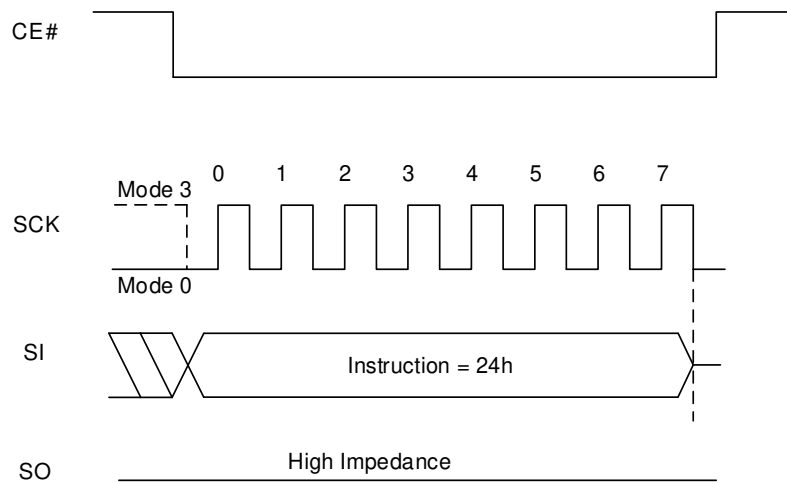 CE#
0 1 2 3 4 5 6 7
Mode 3
SCK
Mode 0
SI
Instruction = 24h
High Impedance
SO